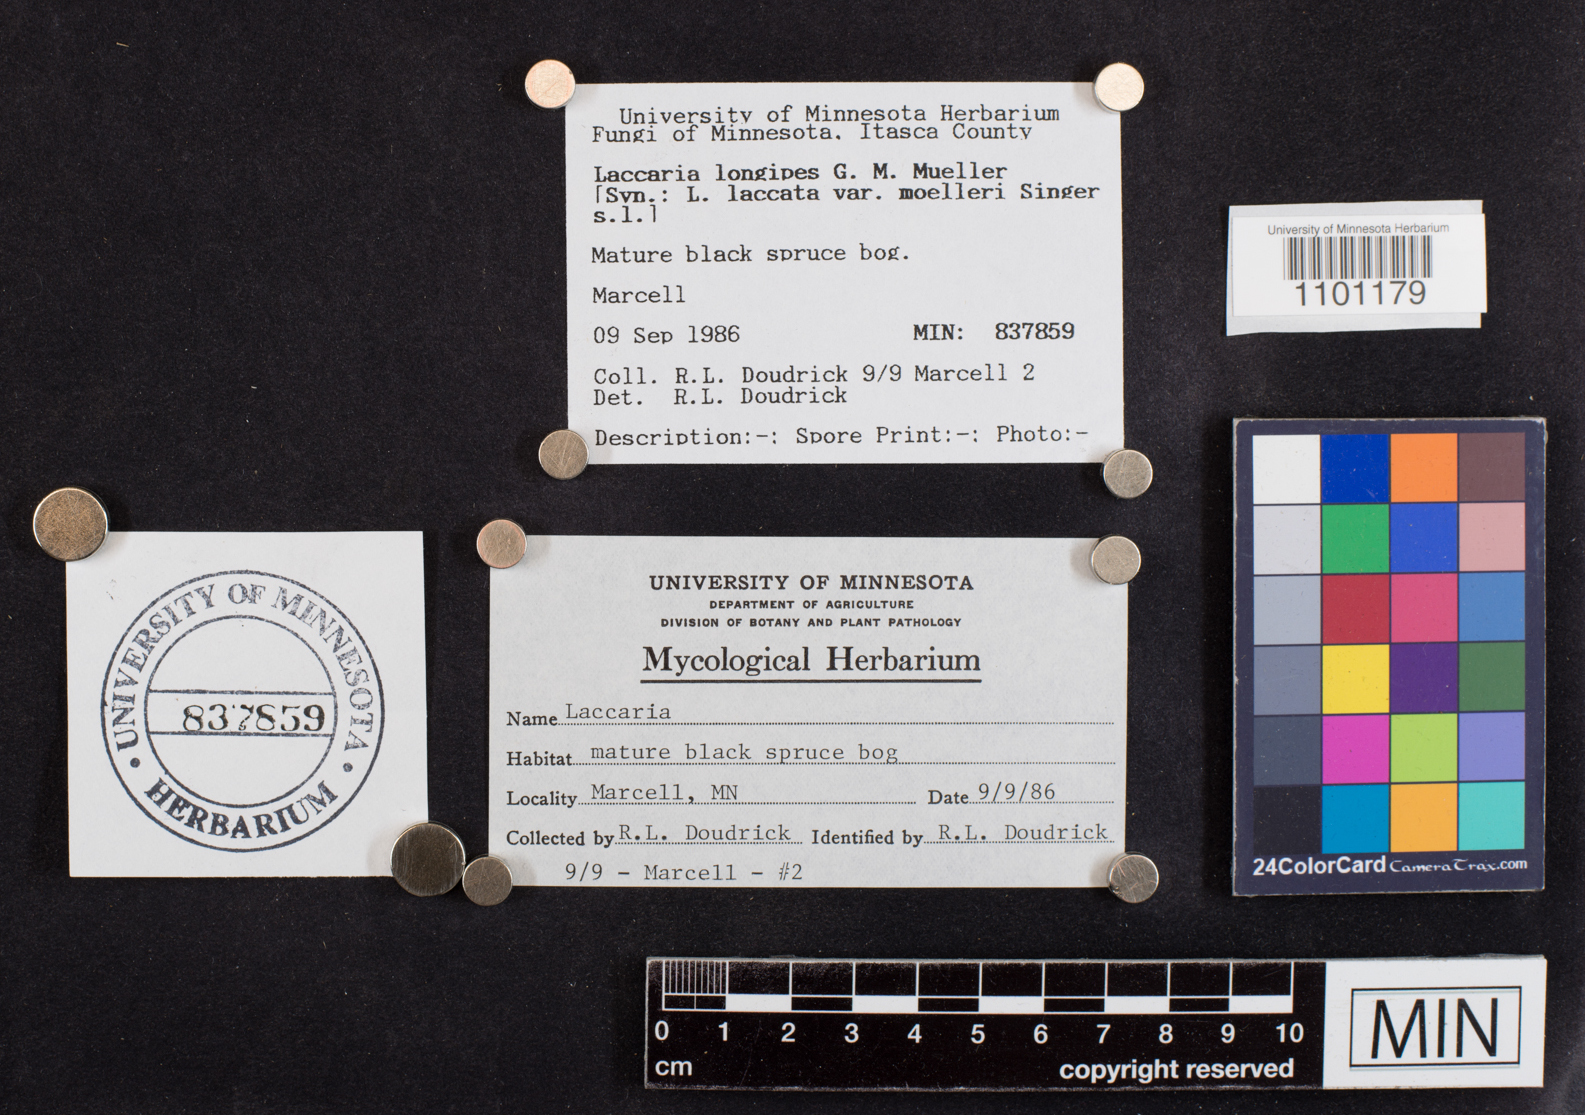 University of Minnesota Herbarium
Fungi of Minnesota. Itasca County
Laccaria longipes G. M. Mueller
[Syn.: L. laccata var. moelleri Singer
s.l.]
Mature black spruce bog.
Marcell
09 Sep 1986 MIN: 837859
Coll. R.L. Doudrick 9/9 Marcell 2
Det. R.L. Doudrick
Description:-; Spore Print:-; Photo:-
University of Minnesota Herbarium
1101179
UNIVERSITY OF MINNESOTA
837859
• HERBARIUM •
UNIVERSITY OF MINNESOTA
DEPARTMENT OF AGRICULTURE
DIVISION OF BOTANY AND PLANT PATHOLOGY
Mycological Herbarium
Name Laccaria
Habitat mature black spruce bog
Locality Marcell, MN Date 9/9/86
Collected by R.L. Doudrick Identified by R.L. Doudrick
9/9 - Marcell - #2
24ColorCard CameraTrax.com
0 1 2 3 4 5 6 7 8 9 10
cm copyright reserved
MIN